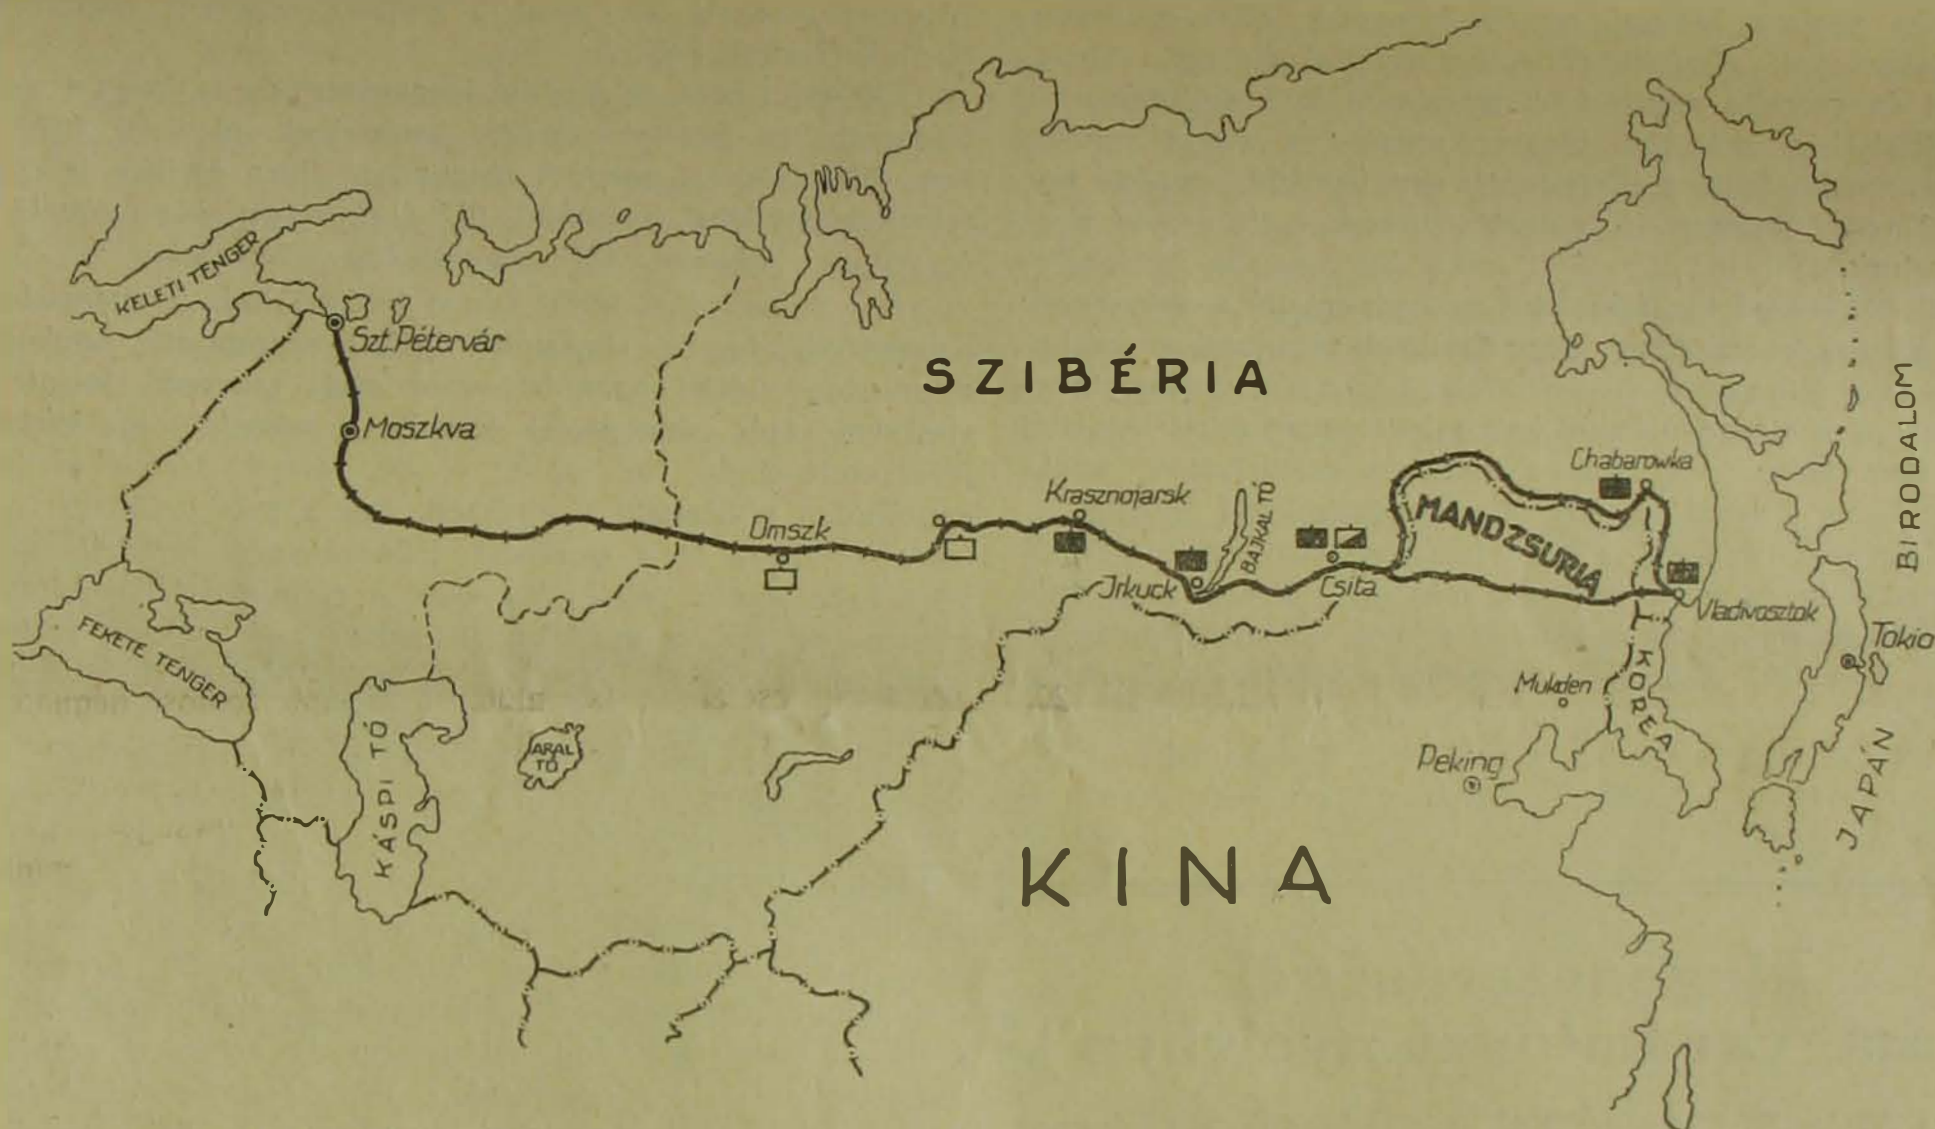 KELETI TENGER
Szt. Pétervár
Moszkva
SZIBÉRIA
BIRODALOM
Chabarowka
Krasznojarsk
BAJKAL TÓ
MANDZSURIA
Omszk
Jrkuck
Csita
Vladivosztok
FEKETE TENGER
Tokio
KOREA
Mukden
ARAL
TÓ
KÁSPI TÓ
Peking
JAPÁN
KINA